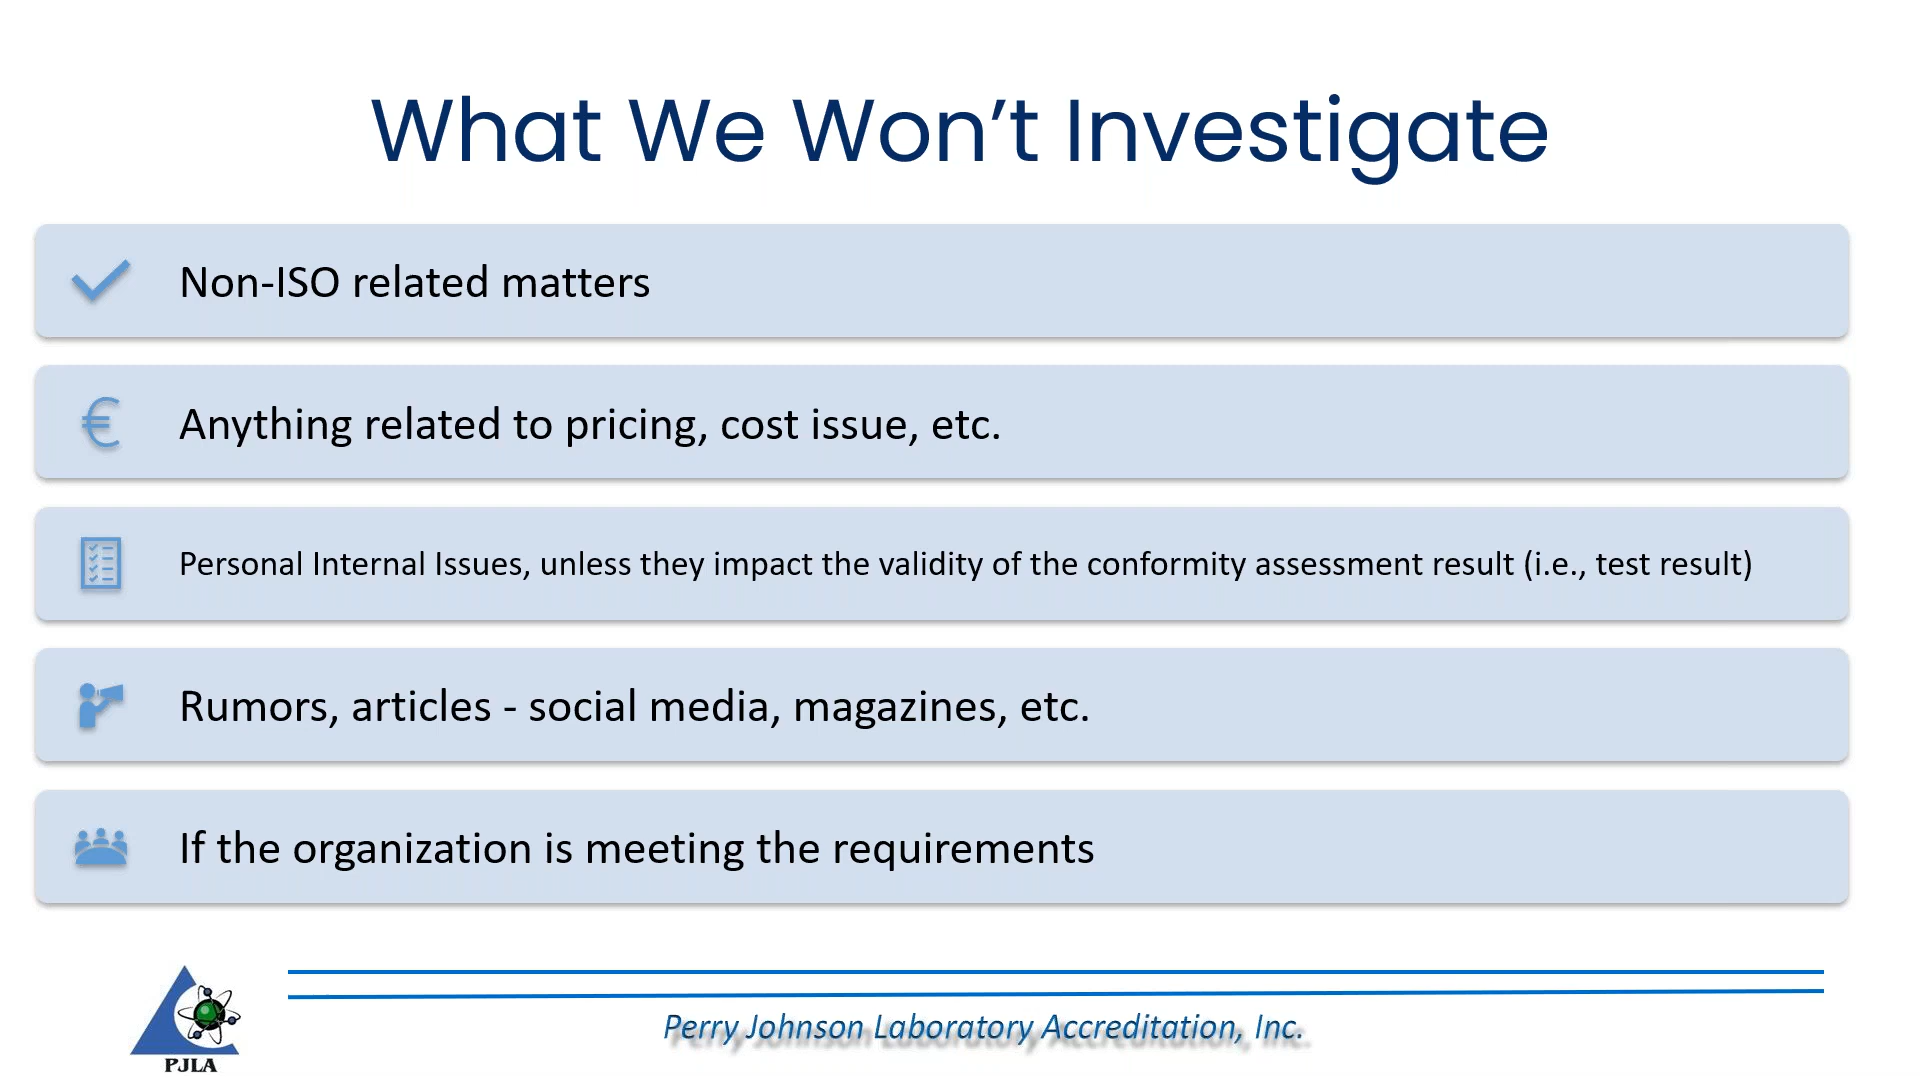 What We Won’t Investigate
Non-ISO related matters
Anything related to pricing, cost issue, etc.
Personal Internal Issues, unless they impact the validity of the conformity assessment result (i.e., test result)
Rumors, articles - social media, magazines, etc.
If the organization is meeting the requirements
Perry Johnson Laboratory Accreditation, Inc.
PJLA